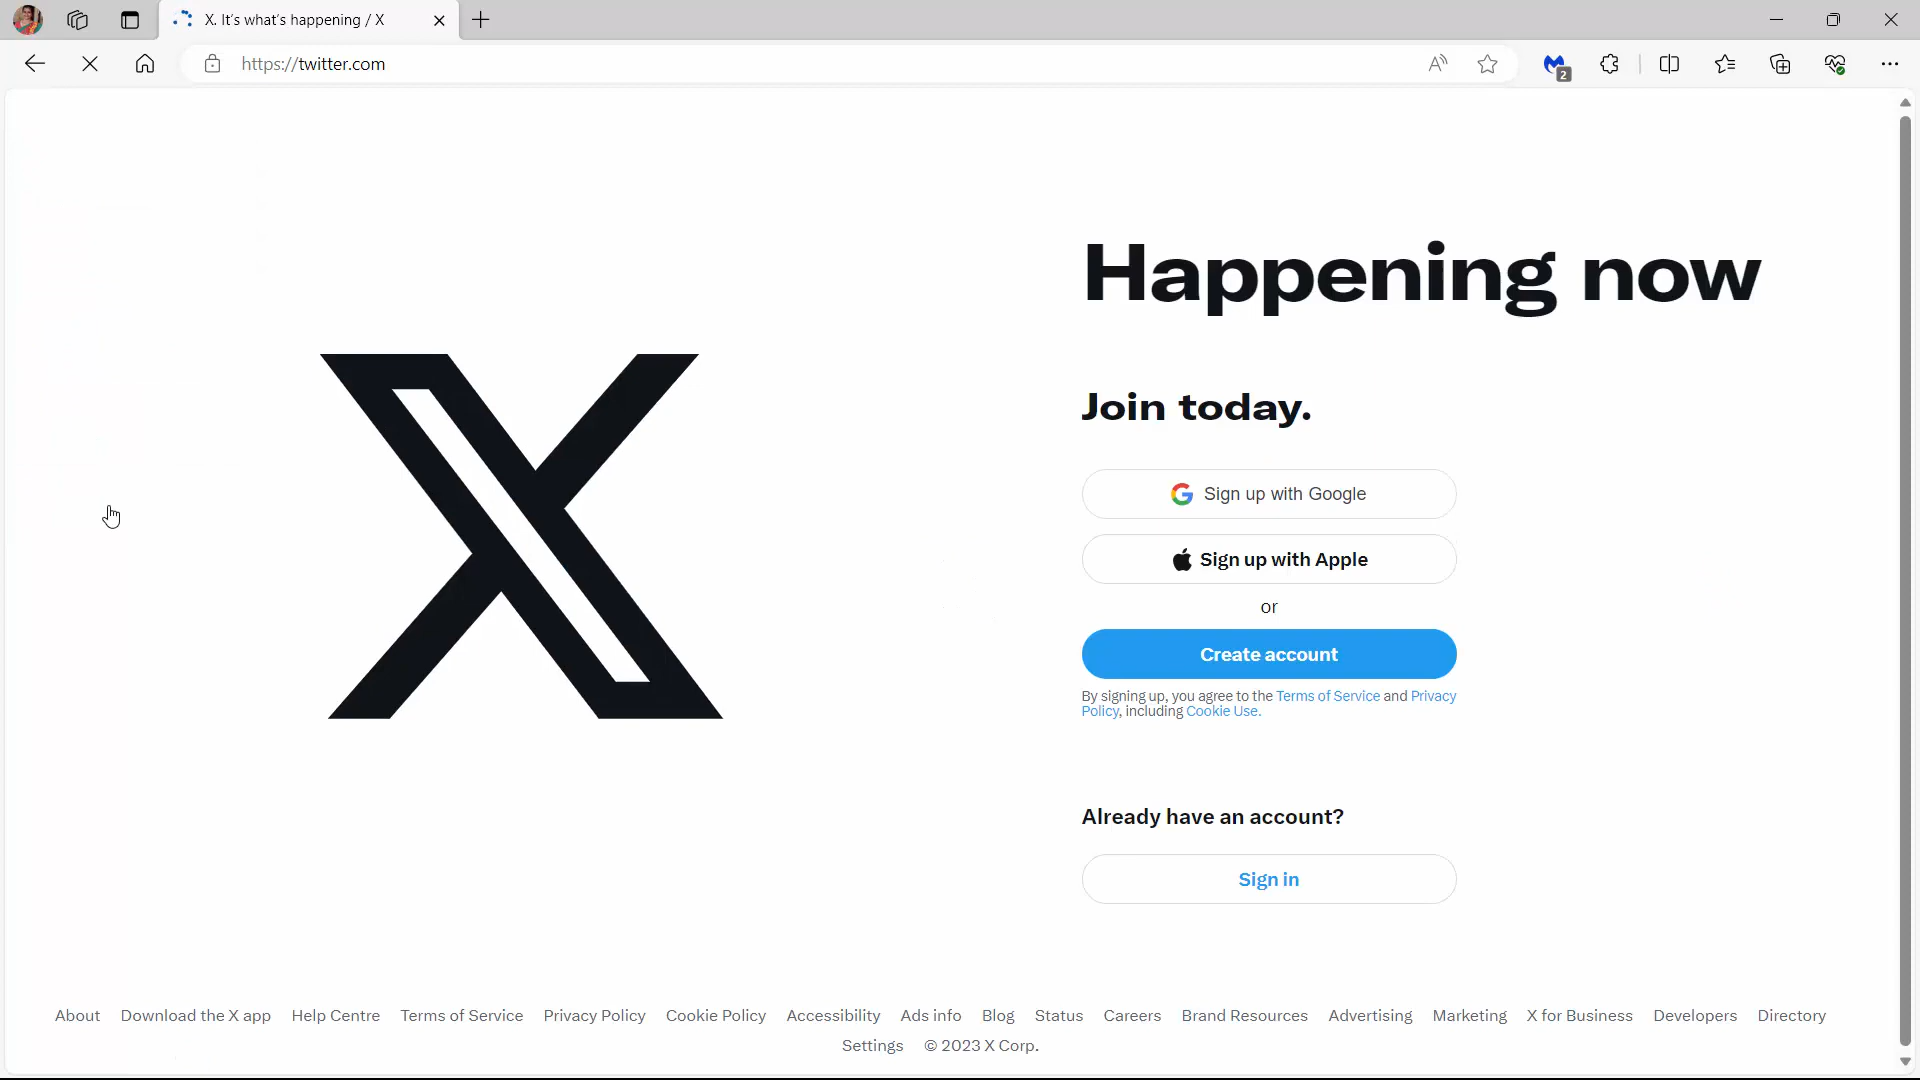 X. It's what's happening / X
https://twitter.com
2
Happening now
Join today.
Sign up with Google
Sign up with Apple
or
Create account
By signing up, you agree to the Terms of Service and Privacy
Policy, including Cookie Use.
Already have an account?
Sign in
About Download the X app Help Centre Terms of Service Privacy Policy Cookie Policy Accessibility Ads info Blog Status Careers Brand Resources Advertising Marketing X for Business Developers Directory
Settings © 2023 X Corp.